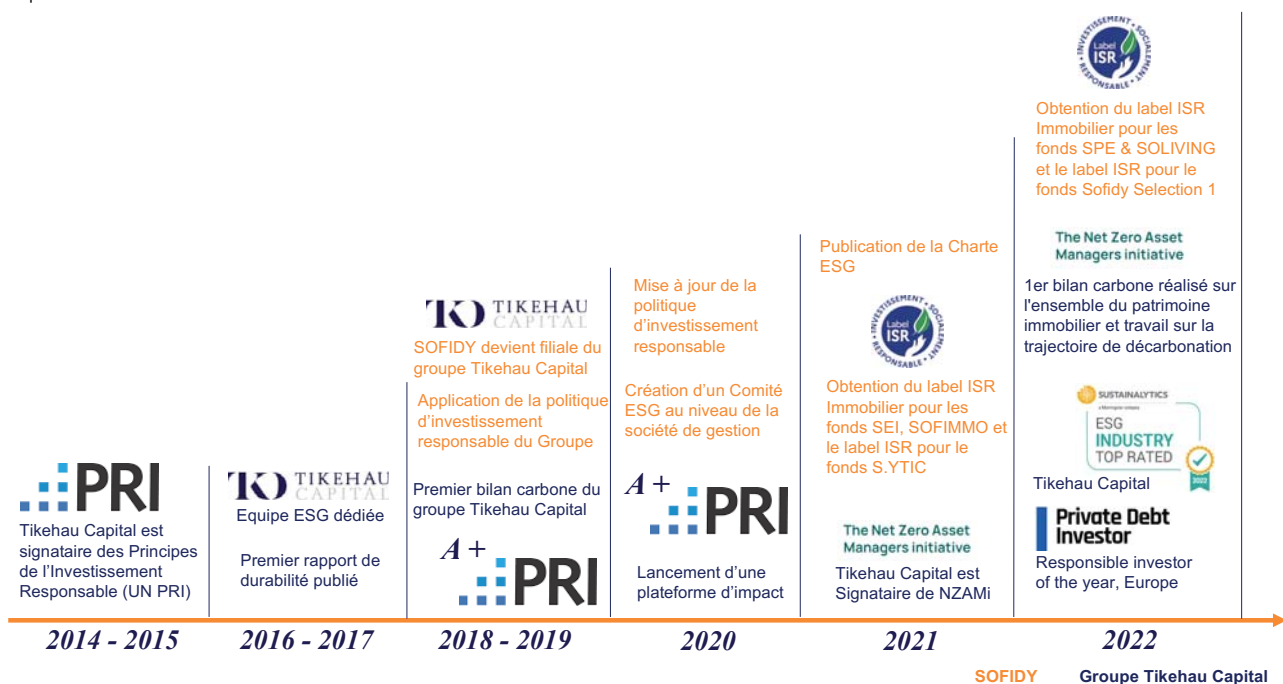 PRI
Tikehau Capital est
signataire des Principes
de l’Investissement
Responsable (UN PRI)
2014 - 2015
TIKEHAU
CAPITAL
Equipe ESG dédiée
Premier rapport de
durabilité publié
2016 - 2017
TIKEHAU
CAPITAL
SOFIDY devient filiale du
groupe Tikehau Capital
Application de la politique
d’investissement
responsable du Groupe
Premier bilan carbone du
groupe Tikehau Capital
A+
PRI
2018 - 2019
Mise à jour de la
politique
d’investissement
responsable
Création d’un Comité
ESG au niveau de la
société de gestion
A+
PRI
Lancement d’une
plateforme d’impact
2020
Publication de la Charte
ESG
INVESTISSEMENT SOCIALEMENT RESPONSABLE
Label
ISR
Obtention du label ISR
Immobilier pour les
fonds SEI, SOFIMMO et
le label ISR pour le
fonds S.YTIC
The Net Zero Asset
Managers initiative
Tikehau Capital est
Signataire de NZAMi
2021
INVESTISSEMENT SOCIALEMENT RESPONSABLE
Label
ISR
Obtention du label ISR
Immobilier pour les
fonds SPE & SOLIVING
et le label ISR pour le
fonds Sofidy Selection 1
The Net Zero Asset
Managers initiative
1er bilan carbone réalisé sur
l'ensemble du patrimoine
immobilier et travail sur la
trajectoire de décarbonation
SUSTAINALYTICS
ESG
INDUSTRY
TOP RATED
2022
Tikehau Capital
Private Debt
Investor
Responsible investor
of the year, Europe
2022
SOFIDY Groupe Tikehau Capital